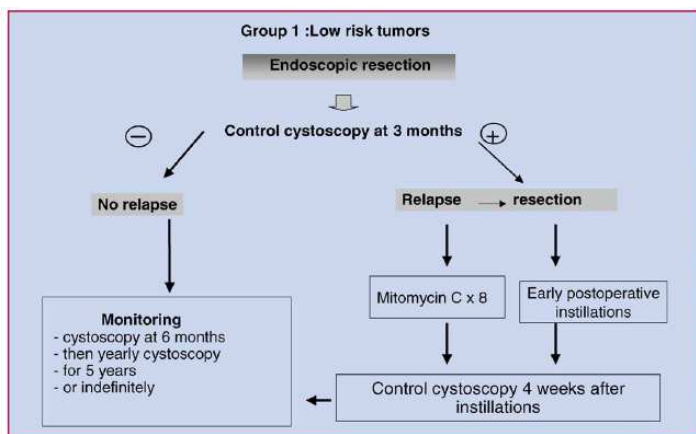 Group 1 :Low risk tumors
Endoscopic resection
Control cystoscopy at 3 months
−
+
No relapse
Relapse → resection
Mitomycin C x 8
Early postoperative
instillations
Monitoring
- cystoscopy at 6 months
- then yearly cystoscopy
- for 5 years
- or indefinitely
Control cystoscopy 4 weeks after
instillations